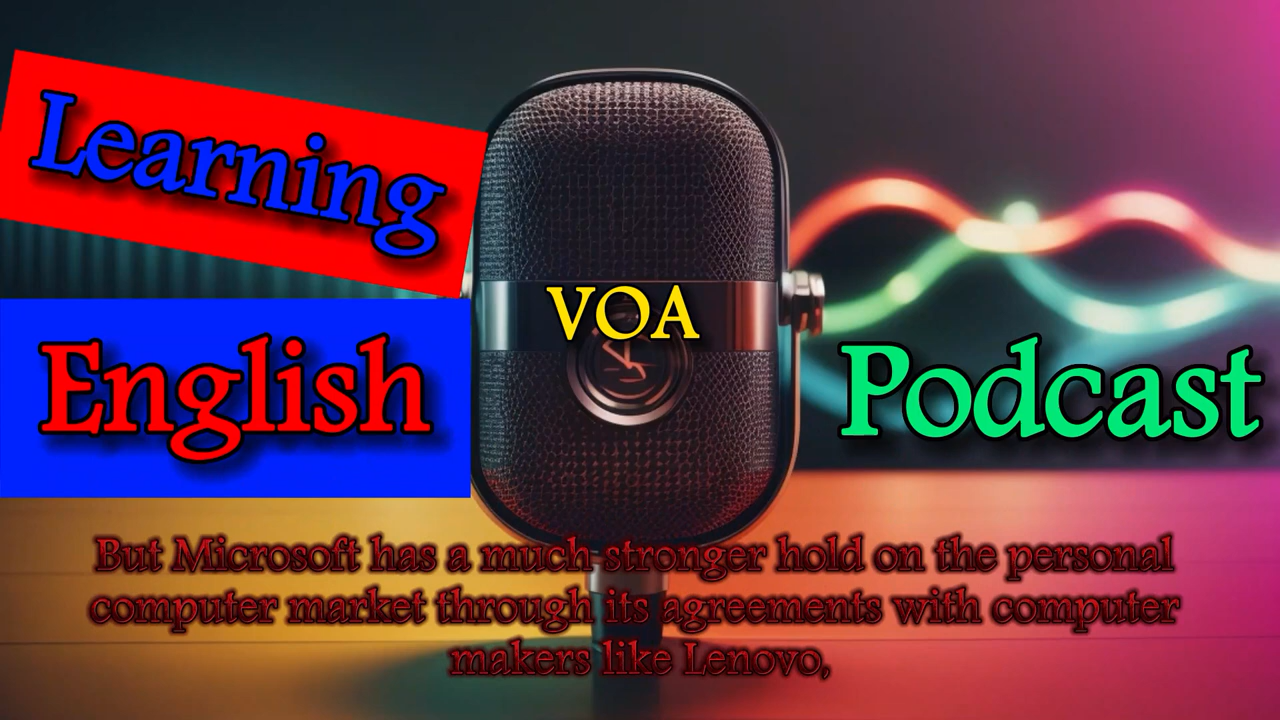 Learning
English
VOA
Podcast
But Microsoft has a much stronger hold on the personal
computer market through its agreements with computer
makers like Lenovo,